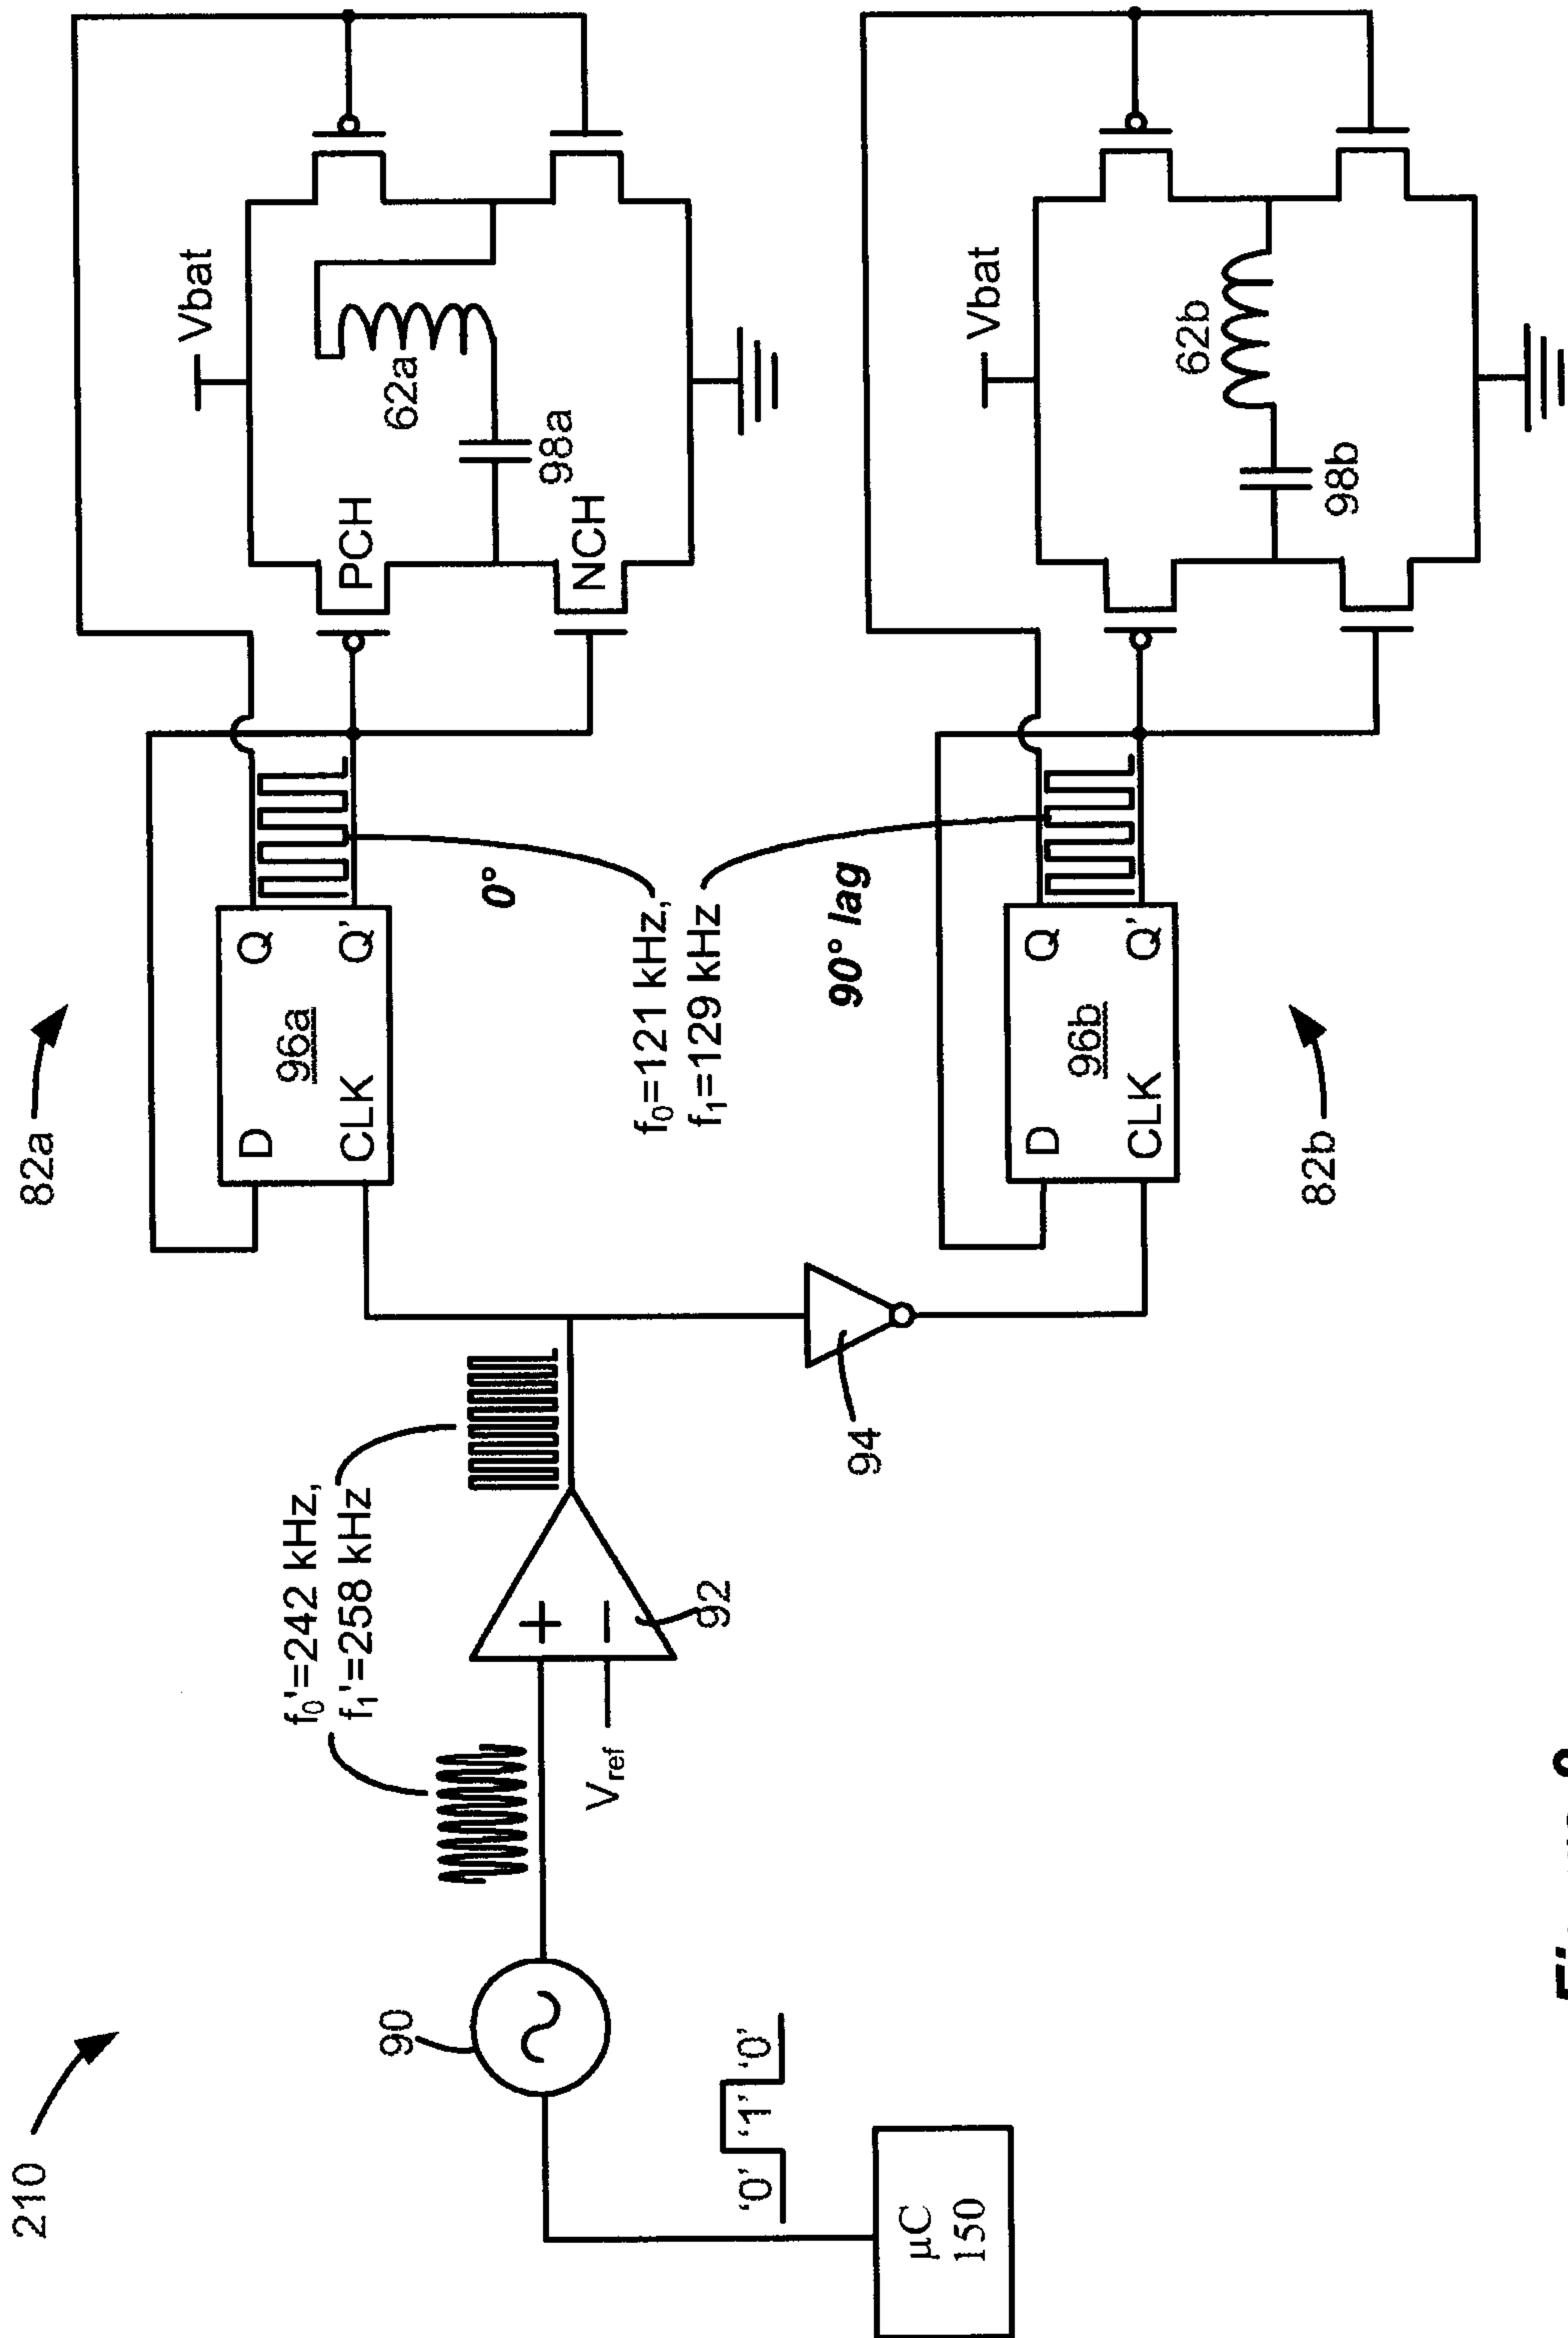 210
82a
D
Q
96a
CLK
Q'
0°
Vbat
PCH
62a
98a
NCH
f₀'=242 kHz,
f₁'=258 kHz
f₀=121 kHz,
f₁=129 kHz
90
+
−
Vref
92
94
'0' '1' '0'
µC
150
90° lag
D
Q
96b
CLK
Q'
82b
Vbat
62b
98b